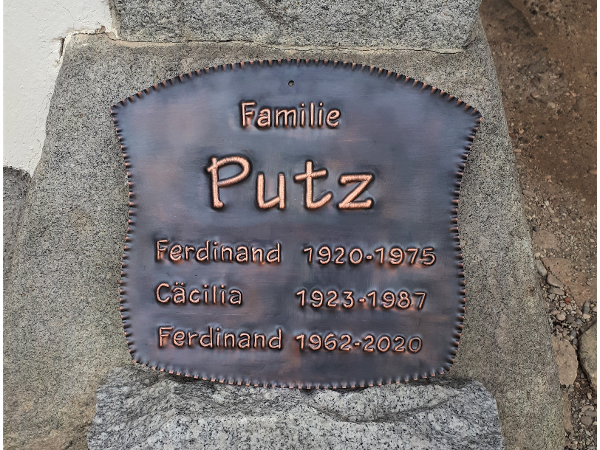 Familie
Putz
Ferdinand 1920-1975
Cäcilia 1923-1987
Ferdinand 1962-2020